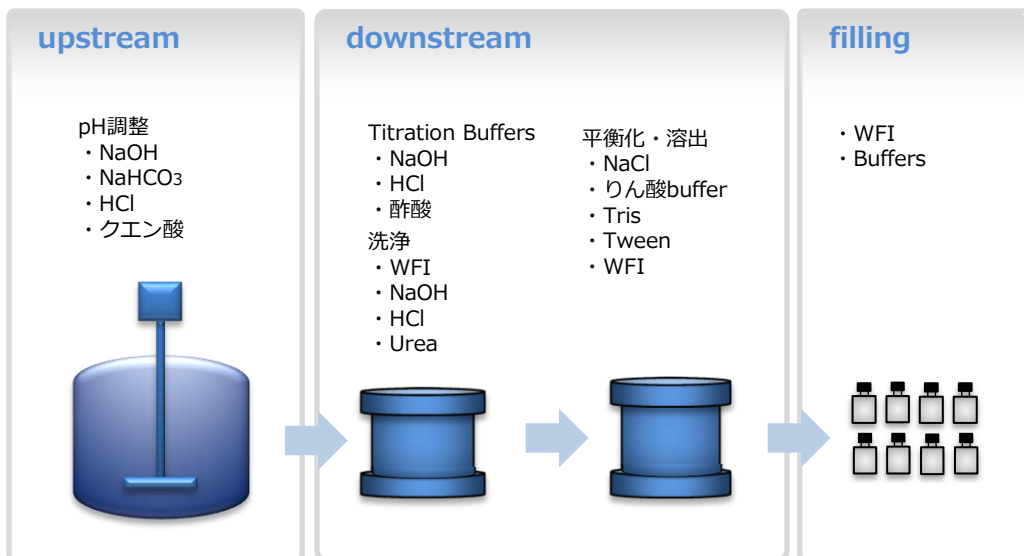 upstream
pH調整
・NaOH
・NaHCO3
・HCl
・クエン酸
downstream
Titration Buffers
・NaOH
・HCl
・酢酸
洗浄
・WFI
・NaOH
・HCl
・Urea
平衡化・溶出
・NaCl
・りん酸buffer
・Tris
・Tween
・WFI
filling
・WFI
・Buffers